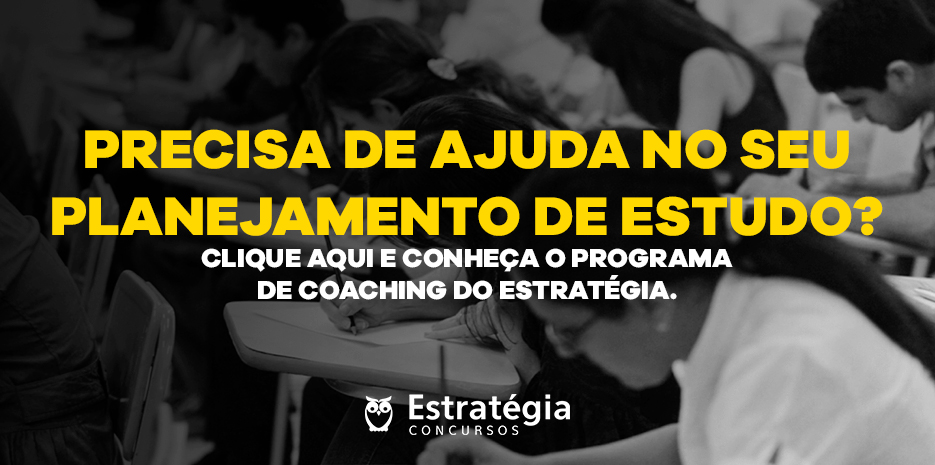 PRECISA DE AJUDA NO SEU
PLANEJAMENTO DE ESTUDO?
CLIQUE AQUI E CONHEÇA O PROGRAMA
DE COACHING DO ESTRATÉGIA.
Estratégia
CONCURSOS